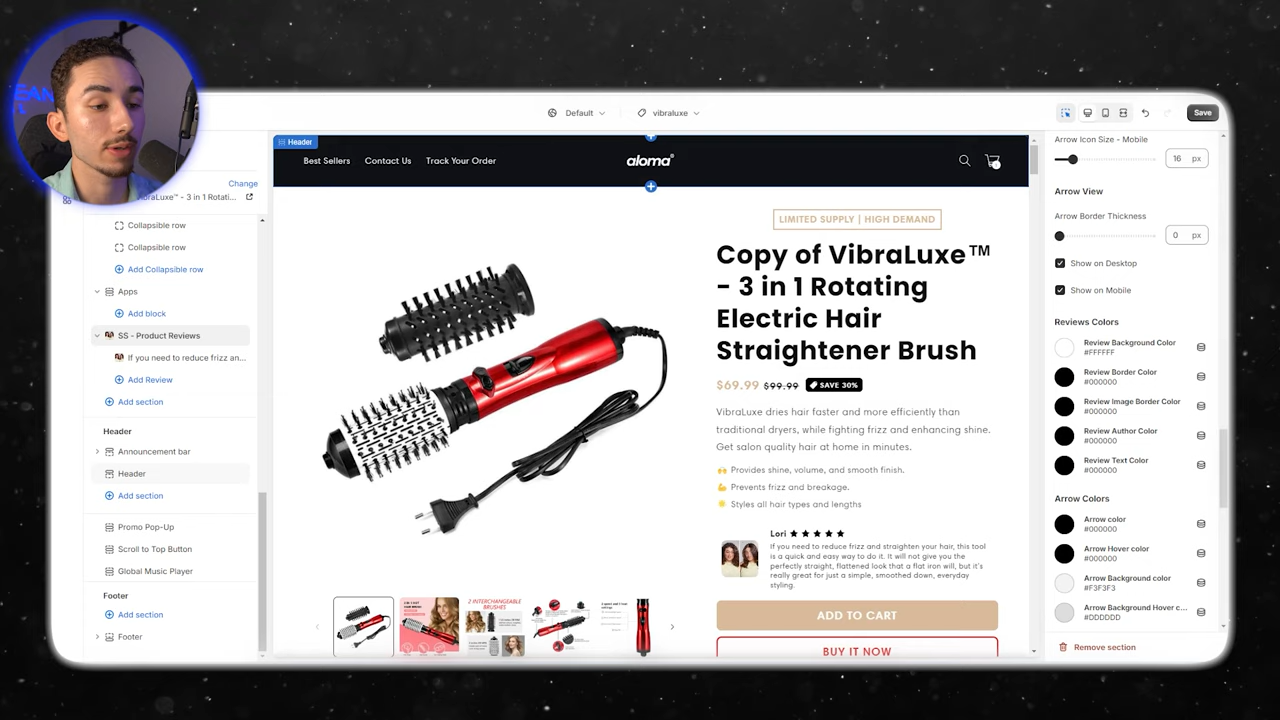 Default
vibraluxe
Save
Change
VibraLuxe™ - 3 in 1 Rotati...
Collapsible row
Collapsible row
Add Collapsible row
Apps
Add block
SS - Product Reviews
If you need to reduce frizz an...
Add Review
Add section
Header
Announcement bar
Header
Add section
Promo Pop-Up
Scroll to Top Button
Global Music Player
Footer
Add section
Footer
Header
Best Sellers
Contact Us
Track Your Order
aloma®
LIMITED SUPPLY | HIGH DEMAND
Copy of VibraLuxe™
- 3 in 1 Rotating
Electric Hair
Straightener Brush
$69.99 $99.99 SAVE 30%
VibraLuxe dries hair faster and more efficiently than
traditional dryers, while fighting frizz and enhancing shine.
Get salon quality hair at home in minutes.
Provides shine, volume, and smooth finish.
Prevents frizz and breakage.
Styles all hair types and lengths
Lori
If you need to reduce frizz and straighten your hair, this tool
is a quick and easy way to do it. It will not give you the
perfectly straight, flattened look that a flat iron will, but it's
really great for just a simple, smoothed down, everyday
styling.
ADD TO CART
BUY IT NOW
2 INTERCHANGEABLE
BRUSHES
Arrow Icon Size - Mobile
16 px
Arrow View
Arrow Border Thickness
0 px
Show on Desktop
Show on Mobile
Reviews Colors
Review Background Color
#FFFFFF
Review Border Color
#000000
Review Image Border Color
#000000
Review Author Color
#000000
Review Text Color
#000000
Arrow Colors
Arrow color
#000000
Arrow Hover color
#000000
Arrow Background color
#F3F3F3
Arrow Background Hover c...
#DDDDDD
Remove section